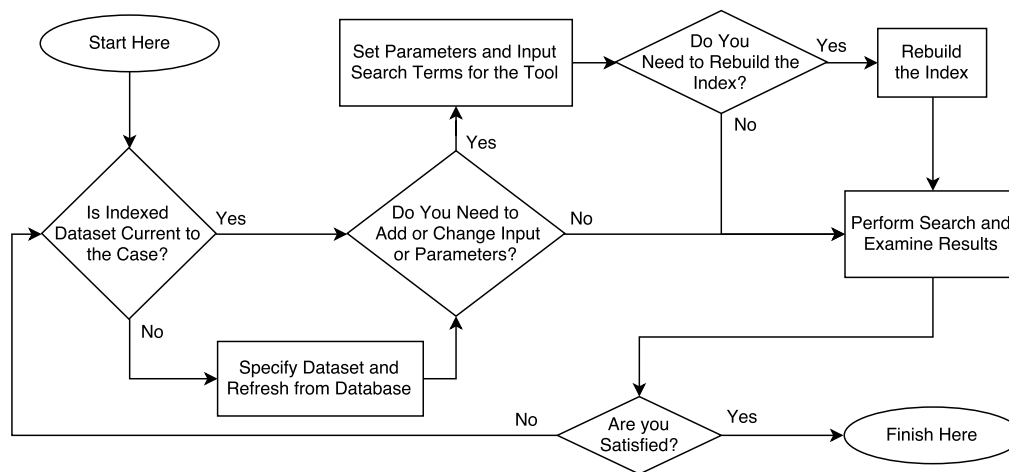 Start Here
Set Parameters and Input
Search Terms for the Tool
Do You
Need to Rebuild the
Index?
Yes
Rebuild
the Index
No
Yes
Is Indexed
Dataset Current to
the Case?
Yes
Do You Need to
Add or Change Input
or Parameters?
No
Perform Search and
Examine Results
No
Specify Dataset and
Refresh from Database
No
Are you
Satisfied?
Yes
Finish Here